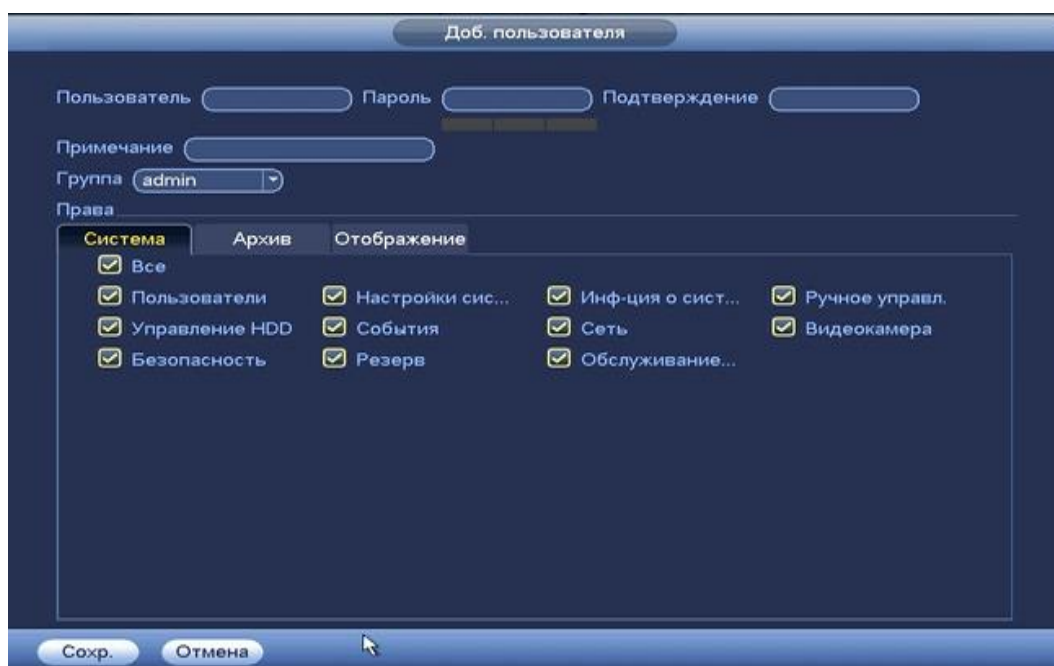 Доб. пользователя
Пользователь Пароль Подтверждение
Примечание
Группа admin
Права
Система Архив Отображение
Все
Пользователи Настройки сис... Инф-ция о сист... Ручное управл.
Управление HDD События Сеть Видеокамера
Безопасность Резерв Обслуживание...
Сохр. Отмена